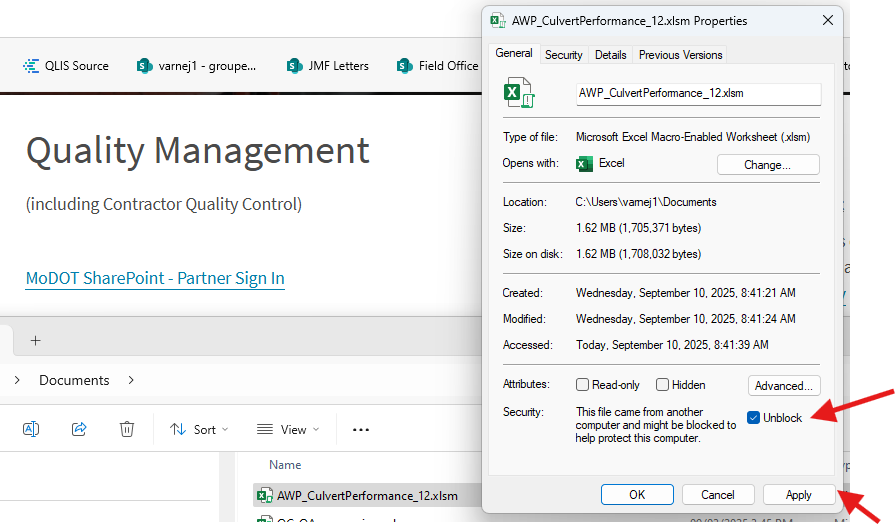 AWP_CulvertPerformance_12.xlsm Properties
QLIS Source
varnej1 - groupe...
JMF Letters
Field Office
General
Security
Details
Previous Versions
AWP_CulvertPerformance_12.xlsm
Quality Management
(including Contractor Quality Control)
MoDOT SharePoint - Partner Sign In
Type of file: Microsoft Excel Macro-Enabled Worksheet (.xlsm)
Opens with: Excel
Change...
Location: C:\Users\varnej1\Documents
Size: 1.62 MB (1,705,371 bytes)
Size on disk: 1.62 MB (1,708,032 bytes)
Created: Wednesday, September 10, 2025, 8:41:21 AM
Modified: Wednesday, September 10, 2025, 8:41:24 AM
Accessed: Today, September 10, 2025, 8:41:39 AM
Attributes: Read-only Hidden Advanced...
Security: This file came from another
computer and might be blocked to
help protect this computer.
Unblock
OK
Cancel
Apply
Documents
Sort
View
Name
AWP_CulvertPerformance_12.xlsm